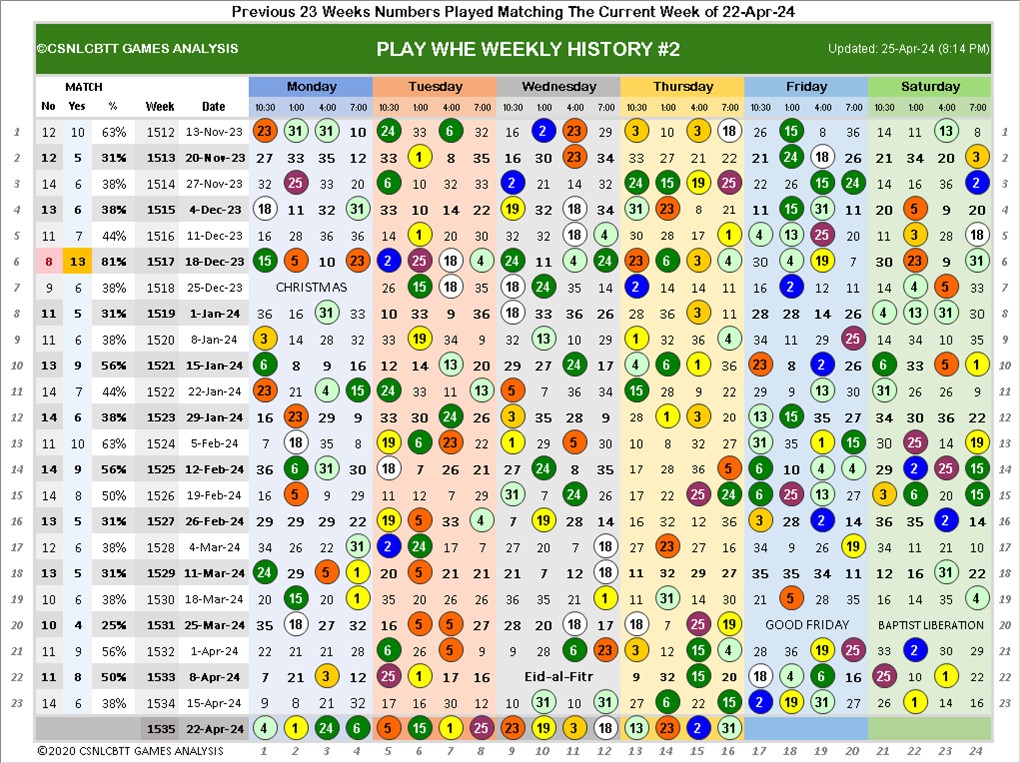 Previous 23 Weeks Numbers Played Matching The Current Week of 22-Apr-24
©CSNLCBTT GAMES ANALYSIS PLAY WHE WEEKLY HISTORY #2 Updated: 25-Apr-24 (8:14 PM)
MATCH Monday Tuesday Wednesday Thursday Friday Saturday
No Yes % Week Date 10:30 1:00 4:00 7:00 10:30 1:00 4:00 7:00 10:30 1:00 4:00 7:00 10:30 1:00 4:00 7:00 10:30 1:00 4:00 7:00 10:30 1:00 4:00 7:00
1 12 10 63% 1512 13-Nov-23 23 31 31 10 24 33 6 32 16 2 23 29 3 10 3 18 26 15 8 36 14 11 13 8 1
2 12 5 31% 1513 20-Nov-23 27 33 35 12 33 1 8 35 16 30 23 34 33 27 21 22 21 24 18 26 21 34 20 3 2
3 14 6 38% 1514 27-Nov-23 32 25 33 20 6 10 32 33 2 21 14 32 24 15 19 25 22 26 15 24 14 16 36 2 3
4 13 6 38% 1515 4-Dec-23 18 11 32 31 33 10 14 22 19 32 18 34 31 23 8 21 11 15 31 11 20 5 9 20 4
5 11 7 44% 1516 11-Dec-23 16 28 36 36 14 1 20 30 32 32 18 4 30 28 17 1 4 13 25 20 11 3 28 18 5
6 8 13 81% 1517 18-Dec-23 15 5 10 23 2 25 18 4 24 11 4 24 23 6 3 4 30 4 19 7 30 23 9 31 6
7 9 6 38% 1518 25-Dec-23 CHRISTMAS 26 15 18 35 18 24 35 14 2 14 14 11 16 2 12 11 14 4 5 33 7
8 11 5 31% 1519 1-Jan-24 36 16 31 33 10 33 9 36 18 33 36 26 28 36 3 11 28 28 14 26 4 13 31 30 8
9 11 6 38% 1520 8-Jan-24 3 14 28 32 33 19 34 9 32 13 10 29 1 32 36 4 34 11 29 25 14 34 10 35 9
10 13 9 56% 1521 15-Jan-24 6 8 9 16 12 14 13 20 29 27 24 17 4 6 1 36 23 8 2 26 6 33 5 1 10
11 14 7 44% 1522 22-Jan-24 23 21 4 15 24 33 11 13 5 7 36 34 15 28 11 22 29 9 13 30 31 26 26 9 11
12 14 6 38% 1523 29-Jan-24 16 23 29 9 33 30 24 26 3 35 28 9 28 1 3 20 13 15 35 27 34 30 36 22 12
13 11 10 63% 1524 5-Feb-24 7 18 35 8 19 6 23 22 1 29 5 30 10 8 32 27 31 35 1 15 30 25 14 19 13
14 14 9 56% 1525 12-Feb-24 36 6 31 30 18 7 26 21 27 24 8 35 17 28 36 5 6 10 4 4 29 2 25 15 14
15 14 8 50% 1526 19-Feb-24 16 5 9 29 11 12 7 29 31 7 24 26 17 22 25 24 6 25 13 27 3 6 20 15 15
16 13 5 31% 1527 26-Feb-24 29 29 29 22 19 5 33 4 7 19 28 14 16 32 12 36 3 28 2 14 36 35 2 14 16
17 12 6 38% 1528 4-Mar-24 34 26 22 31 2 24 17 7 27 20 7 18 17 23 27 16 34 9 9 19 34 11 21 10 17
18 13 5 31% 1529 11-Mar-24 24 29 5 1 20 5 21 21 21 7 12 18 11 32 29 27 35 35 34 11 12 16 31 22 18
19 10 6 38% 1530 18-Mar-24 20 15 20 1 35 20 26 26 36 35 21 1 11 31 14 30 21 5 28 35 16 14 35 4 19
20 10 4 25% 1531 25-Mar-24 35 18 27 32 16 5 5 27 28 20 18 17 18 7 25 19 GOOD FRIDAY BAPTIST LIBERATION 20
21 11 9 56% 1532 1-Apr-24 22 21 21 28 6 26 5 9 9 11 6 23 3 12 15 4 28 36 19 25 33 2 30 29 21
22 11 8 50% 1533 8-Apr-24 7 21 3 12 25 1 17 16 Eid-al-Fitr 9 32 15 20 18 4 6 16 25 10 1 22 22
23 14 6 38% 1534 15-Apr-24 9 8 21 32 17 16 30 12 10 31 10 31 27 6 22 15 2 19 31 27 26 1 14 16 23
1535 22-Apr-24 4 1 24 6 5 15 1 25 23 19 3 18 13 23 2 31
©2020 CSNLCBTT GAMES ANALYSIS 1 2 3 4 5 6 7 8 9 10 11 12 13 14 15 16 17 18 19 20 21 22 23 24